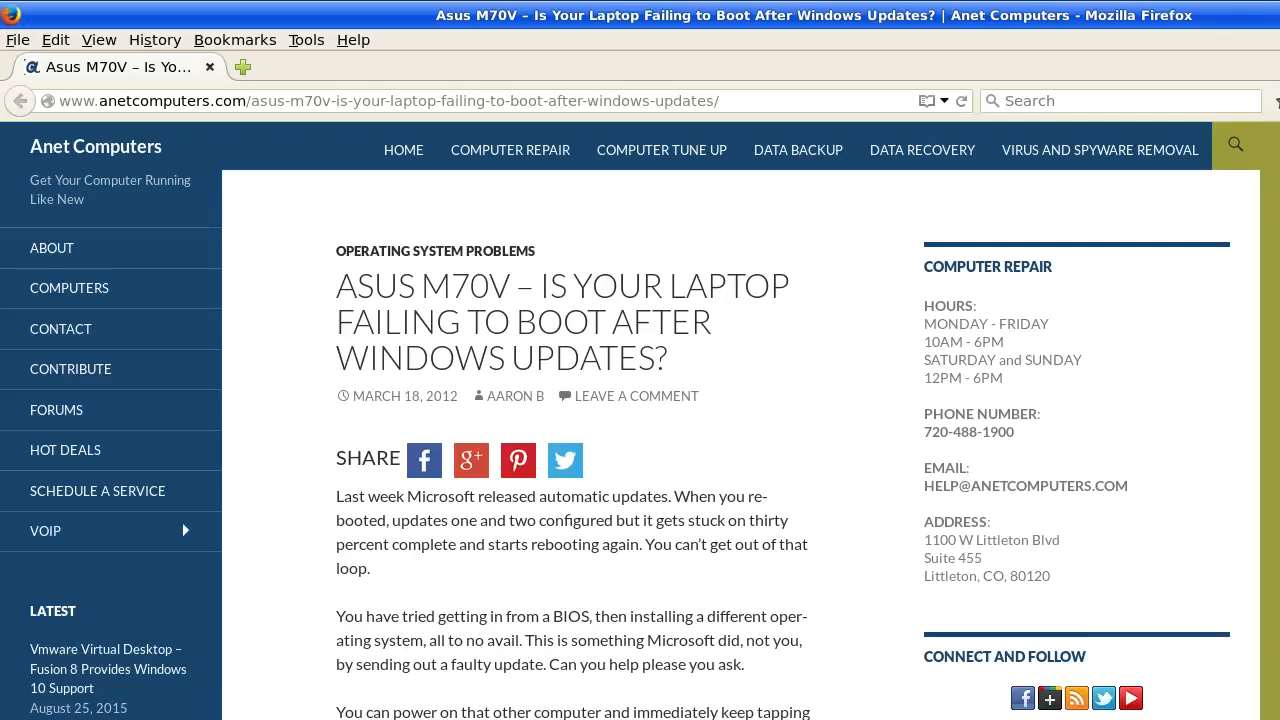 Asus M70V – Is Your Laptop Failing to Boot After Windows Updates? | Anet Computers - Mozilla Firefox
File Edit View History Bookmarks Tools Help
Asus M70V – Is Yo...
www.anetcomputers.com/asus-m70v-is-your-laptop-failing-to-boot-after-windows-updates/
Search
Anet Computers
HOME COMPUTER REPAIR COMPUTER TUNE UP DATA BACKUP DATA RECOVERY VIRUS AND SPYWARE REMOVAL
Get Your Computer Running
Like New
ABOUT
COMPUTERS
CONTACT
CONTRIBUTE
FORUMS
HOT DEALS
SCHEDULE A SERVICE
VOIP
LATEST
Vmware Virtual Desktop –
Fusion 8 Provides Windows
10 Support
August 25, 2015
OPERATING SYSTEM PROBLEMS
ASUS M70V – IS YOUR LAPTOP
FAILING TO BOOT AFTER
WINDOWS UPDATES?
MARCH 18, 2012 AARON B LEAVE A COMMENT
SHARE
Last week Microsoft released automatic updates. When you re-
booted, updates one and two configured but it gets stuck on thirty
percent complete and starts rebooting again. You can’t get out of that
loop.
You have tried getting in from a BIOS, then installing a different oper-
ating system, all to no avail. This is something Microsoft did, not you,
by sending out a faulty update. Can you help please you ask.
You can power on that other computer and immediately keep tapping
COMPUTER REPAIR
HOURS:
MONDAY - FRIDAY
10AM - 6PM
SATURDAY and SUNDAY
12PM - 6PM
PHONE NUMBER:
720-488-1900
EMAIL:
HELP@ANETCOMPUTERS.COM
ADDRESS:
1100 W Littleton Blvd
Suite 455
Littleton, CO, 80120
CONNECT AND FOLLOW